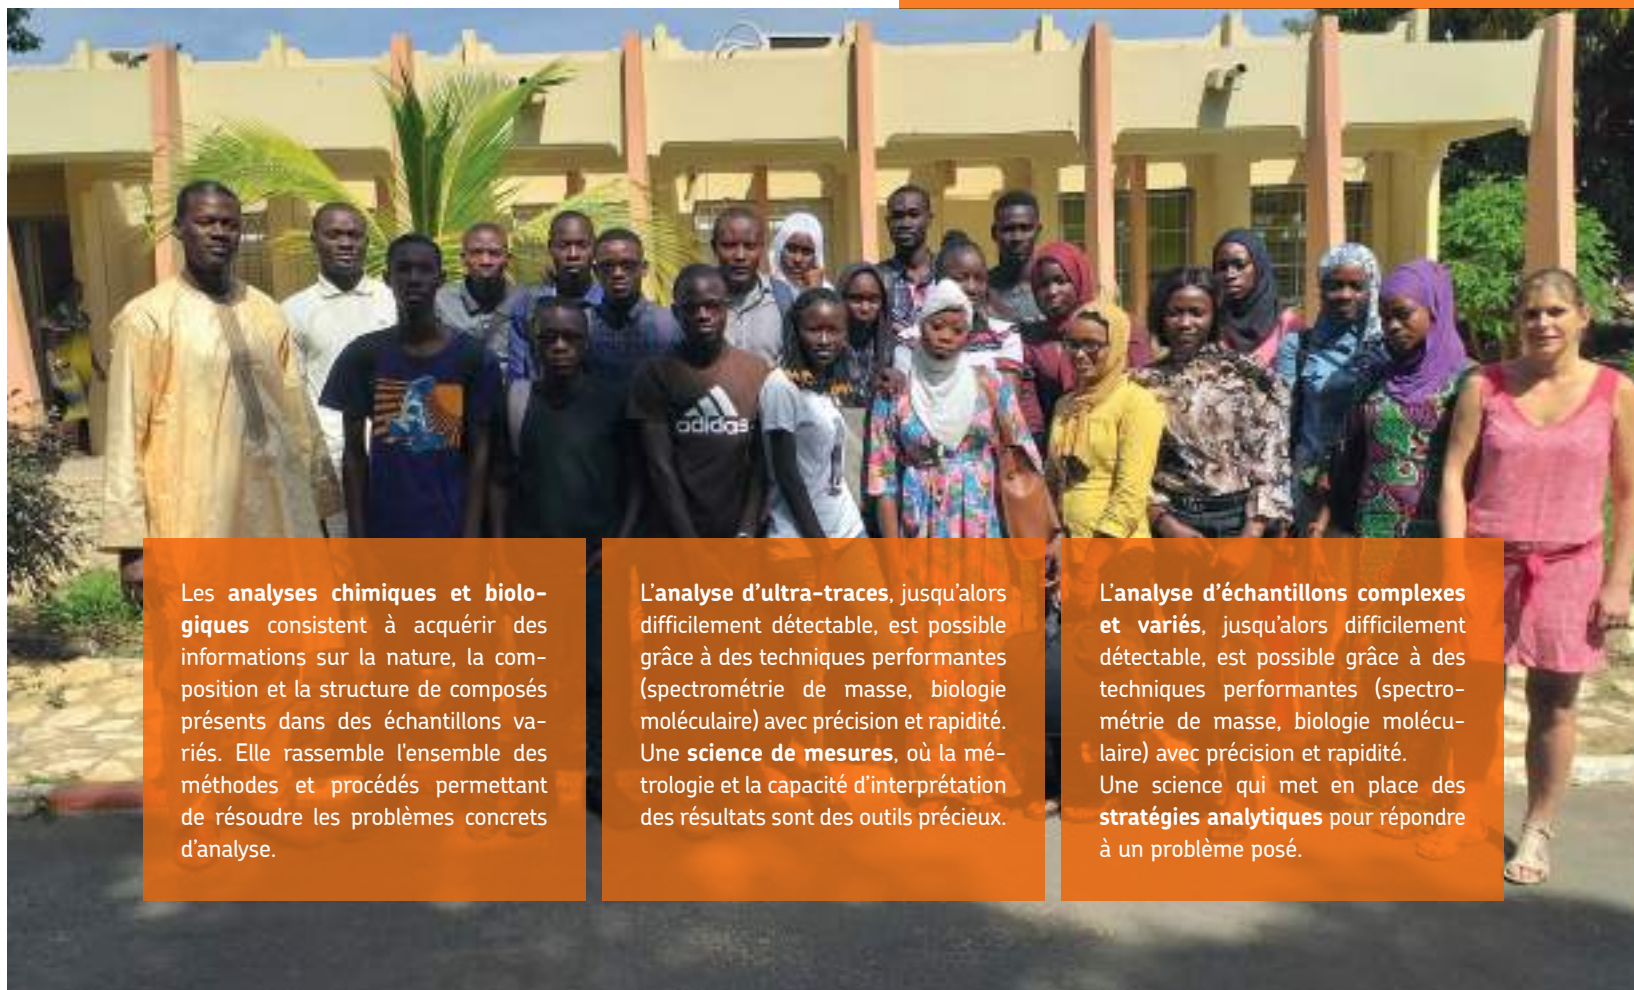 adidas
Les analyses chimiques et biolo-
giques consistent à acquérir des
informations sur la nature, la com-
position et la structure de composés
présents dans des échantillons va-
riés. Elle rassemble l'ensemble des
méthodes et procédés permettant
de résoudre les problèmes concrets
d'analyse.
L'analyse d'ultra-traces, jusqu'alors
difficilement détectable, est possible
grâce à des techniques performantes
(spectrométrie de masse, biologie
moléculaire) avec précision et rapidité.
Une science de mesures, où la mé-
trologie et la capacité d'interprétation
des résultats sont des outils précieux.
L'analyse d'échantillons complexes
et variés, jusqu'alors difficilement
détectable, est possible grâce à des
techniques performantes (spectro-
métrie de masse, biologie molécu-
laire) avec précision et rapidité.
Une science qui met en place des
stratégies analytiques pour répondre
à un problème posé.